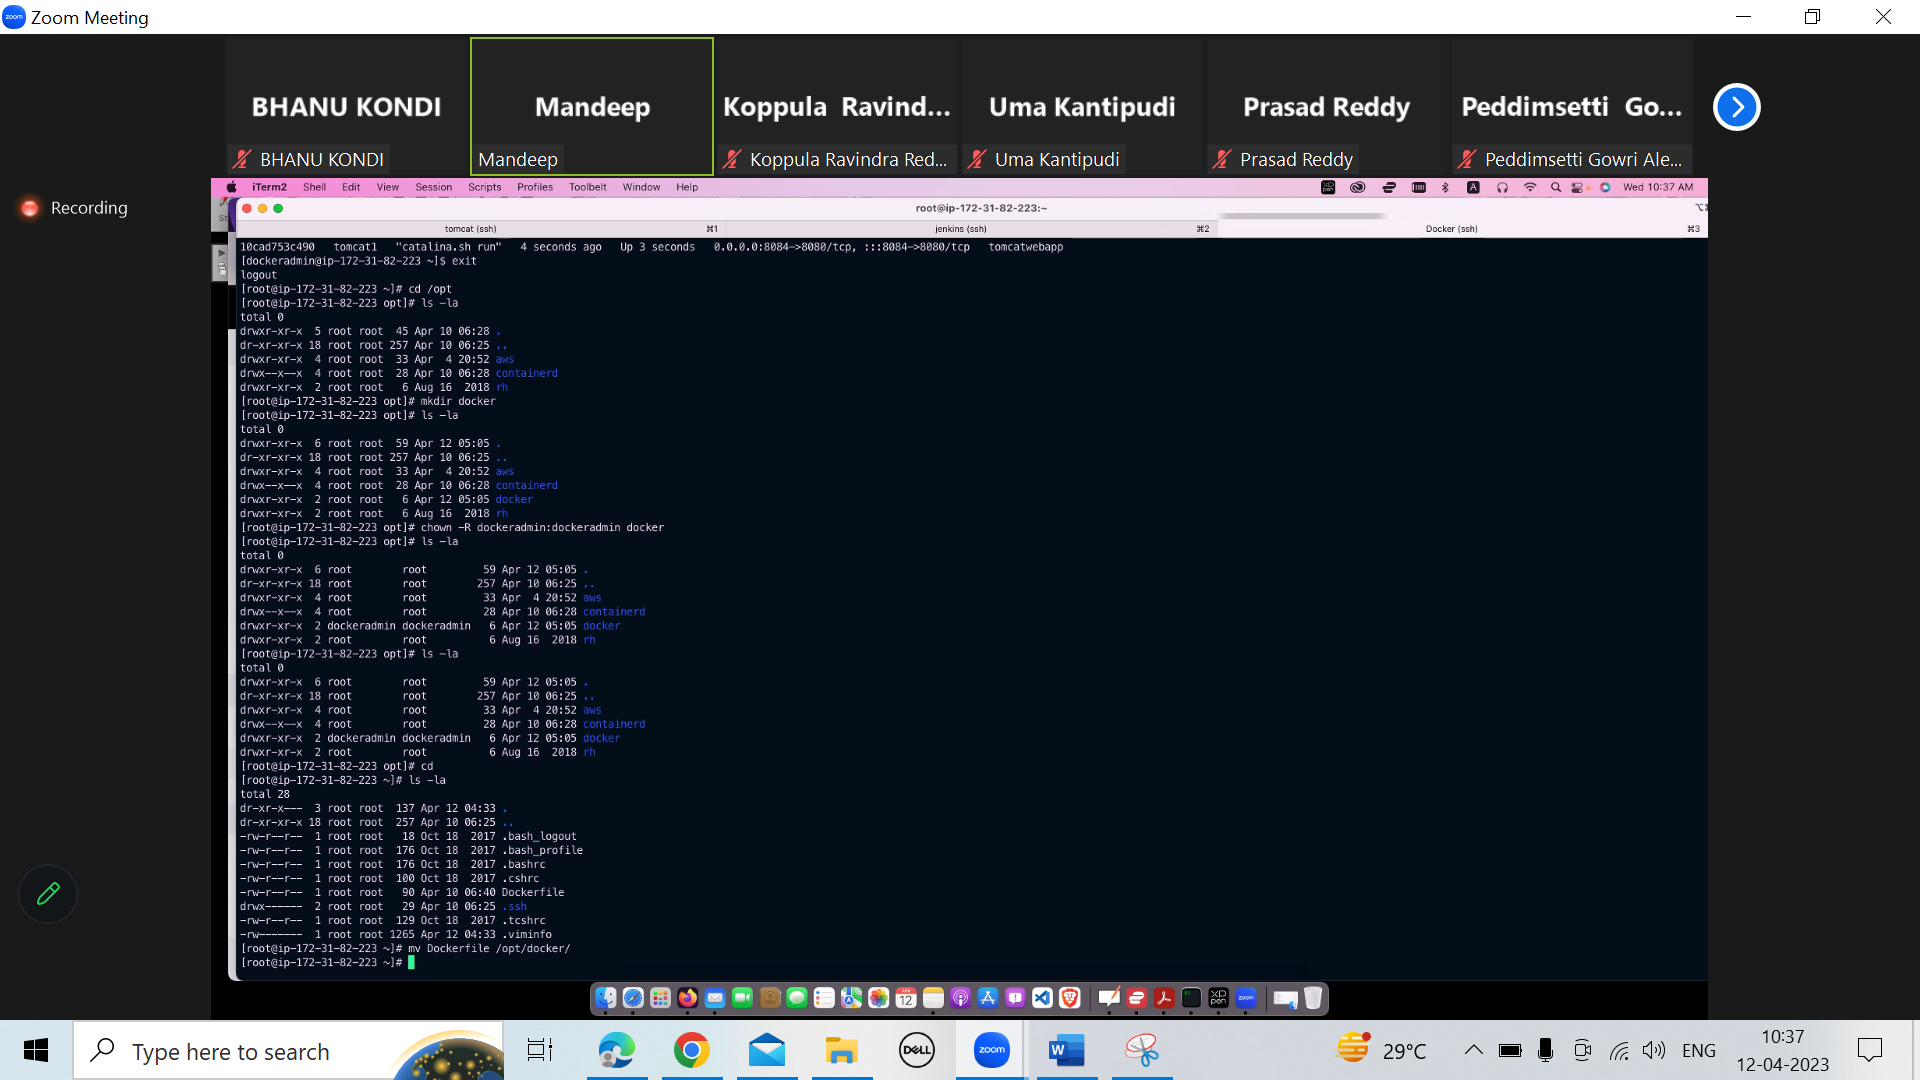 Zoom Meeting
BHANU KONDI
Mandeep
Koppula Ravind...
Uma Kantipudi
Prasad Reddy
Peddimsetti Go...
BHANU KONDI
Mandeep
Koppula Ravindra Red...
Uma Kantipudi
Prasad Reddy
Peddimsetti Gowri Ale...
Recording
iTerm2 Shell Edit View Session Scripts Profiles Toolbelt Window Help
Wed 10:37 AM
root@ip-172-31-82-223:~
tomcat (ssh) ⌘1 jenkins (ssh) ⌘2 Docker (ssh) ⌘3
10cad753c490 tomcat1 "catalina.sh run" 4 seconds ago Up 3 seconds 0.0.0.0:8084->8080/tcp, :::8084->8080/tcp tomcatwebapp
[dockeradmin@ip-172-31-82-223 ~]$ exit
logout
[root@ip-172-31-82-223 ~]# cd /opt
[root@ip-172-31-82-223 opt]# ls -la
total 0
drwxr-xr-x 5 root root 45 Apr 10 06:28 .
dr-xr-xr-x 18 root root 257 Apr 10 06:25 ..
drwxr-xr-x 4 root root 33 Apr 4 20:52 aws
drwx--x--x 4 root root 28 Apr 10 06:28 containerd
drwxr-xr-x 2 root root 6 Aug 16 2018 rh
[root@ip-172-31-82-223 opt]# mkdir docker
[root@ip-172-31-82-223 opt]# ls -la
total 0
drwxr-xr-x 6 root root 59 Apr 12 05:05 .
dr-xr-xr-x 18 root root 257 Apr 10 06:25 ..
drwxr-xr-x 4 root root 33 Apr 4 20:52 aws
drwx--x--x 4 root root 28 Apr 10 06:28 containerd
drwxr-xr-x 2 root root 6 Apr 12 05:05 docker
drwxr-xr-x 2 root root 6 Aug 16 2018 rh
[root@ip-172-31-82-223 opt]# chown -R dockeradmin:dockeradmin docker
[root@ip-172-31-82-223 opt]# ls -la
total 0
drwxr-xr-x 6 root root 59 Apr 12 05:05 .
dr-xr-xr-x 18 root root 257 Apr 10 06:25 ..
drwxr-xr-x 4 root root 33 Apr 4 20:52 aws
drwx--x--x 4 root root 28 Apr 10 06:28 containerd
drwxr-xr-x 2 dockeradmin dockeradmin 6 Apr 12 05:05 docker
drwxr-xr-x 2 root root 6 Aug 16 2018 rh
[root@ip-172-31-82-223 opt]# ls -la
total 0
drwxr-xr-x 6 root root 59 Apr 12 05:05 .
dr-xr-xr-x 18 root root 257 Apr 10 06:25 ..
drwxr-xr-x 4 root root 33 Apr 4 20:52 aws
drwx--x--x 4 root root 28 Apr 10 06:28 containerd
drwxr-xr-x 2 dockeradmin dockeradmin 6 Apr 12 05:05 docker
drwxr-xr-x 2 root root 6 Aug 16 2018 rh
[root@ip-172-31-82-223 opt]# cd
[root@ip-172-31-82-223 ~]# ls -la
total 28
dr-xr-x--- 3 root root 137 Apr 12 04:33 .
dr-xr-xr-x 18 root root 257 Apr 10 06:25 ..
-rw-r--r-- 1 root root 18 Oct 18 2017 .bash_logout
-rw-r--r-- 1 root root 176 Oct 18 2017 .bash_profile
-rw-r--r-- 1 root root 176 Oct 18 2017 .bashrc
-rw-r--r-- 1 root root 100 Oct 18 2017 .cshrc
-rw-r--r-- 1 root root 90 Apr 10 06:40 Dockerfile
drwx------ 2 root root 29 Apr 10 06:25 .ssh
-rw-r--r-- 1 root root 129 Oct 18 2017 .tcshrc
-rw------- 1 root root 1265 Apr 12 04:33 .viminfo
[root@ip-172-31-82-223 ~]# mv Dockerfile /opt/docker/
[root@ip-172-31-82-223 ~]#
Type here to search
DELL
zoom
29°C
ENG
10:37
12-04-2023